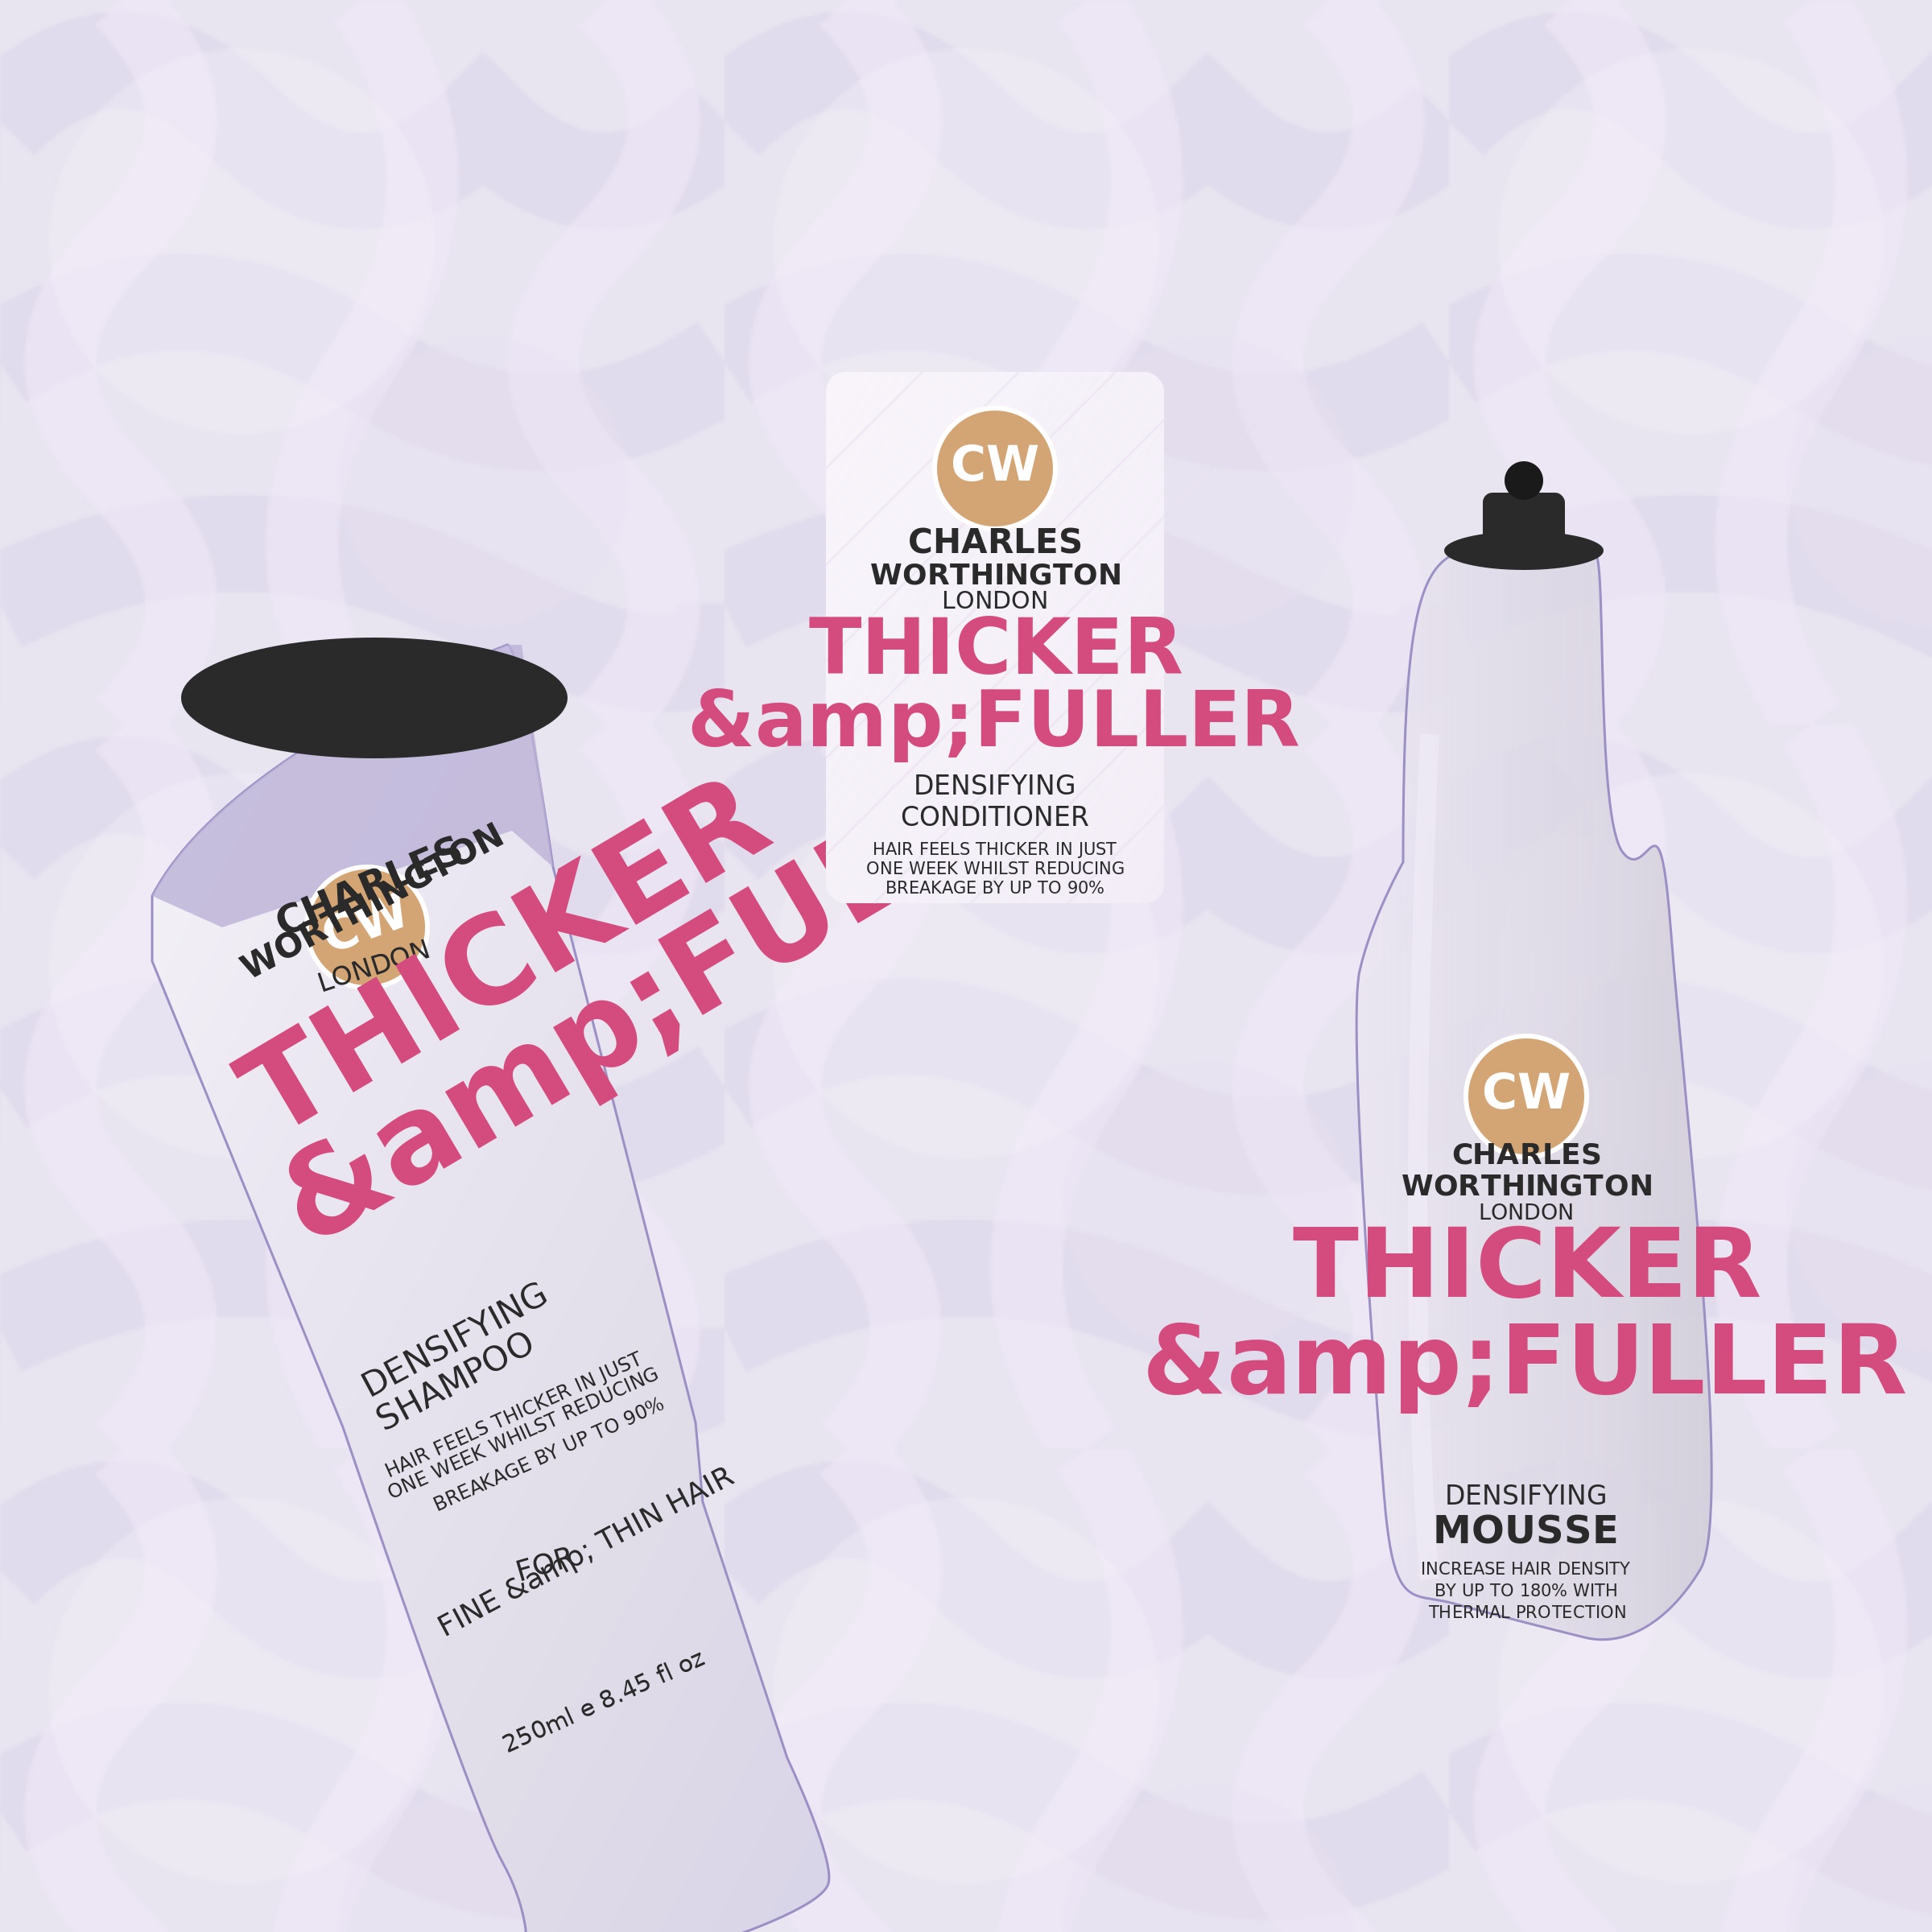 CW
CHARLES
WORTHINGTON
LONDON
THICKER
&amp;FULLER
DENSIFYING
CONDITIONER
HAIR FEELS THICKER IN JUST
ONE WEEK WHILST REDUCING
BREAKAGE BY UP TO 90%
CHARLES
WORTHINGTON
CW
LONDON
THICKER
&amp;FUL
DENSIFYING
SHAMPOO
HAIR FEELS THICKER IN JUST
ONE WEEK WHILST REDUCING
BREAKAGE BY UP TO 90%
FOR
FINE &amp; THIN HAIR
250ml e 8.45 fl oz
CW
CHARLES
WORTHINGTON
LONDON
THICKER
&amp;FULLER
DENSIFYING
MOUSSE
INCREASE HAIR DENSITY
BY UP TO 180% WITH
THERMAL PROTECTION